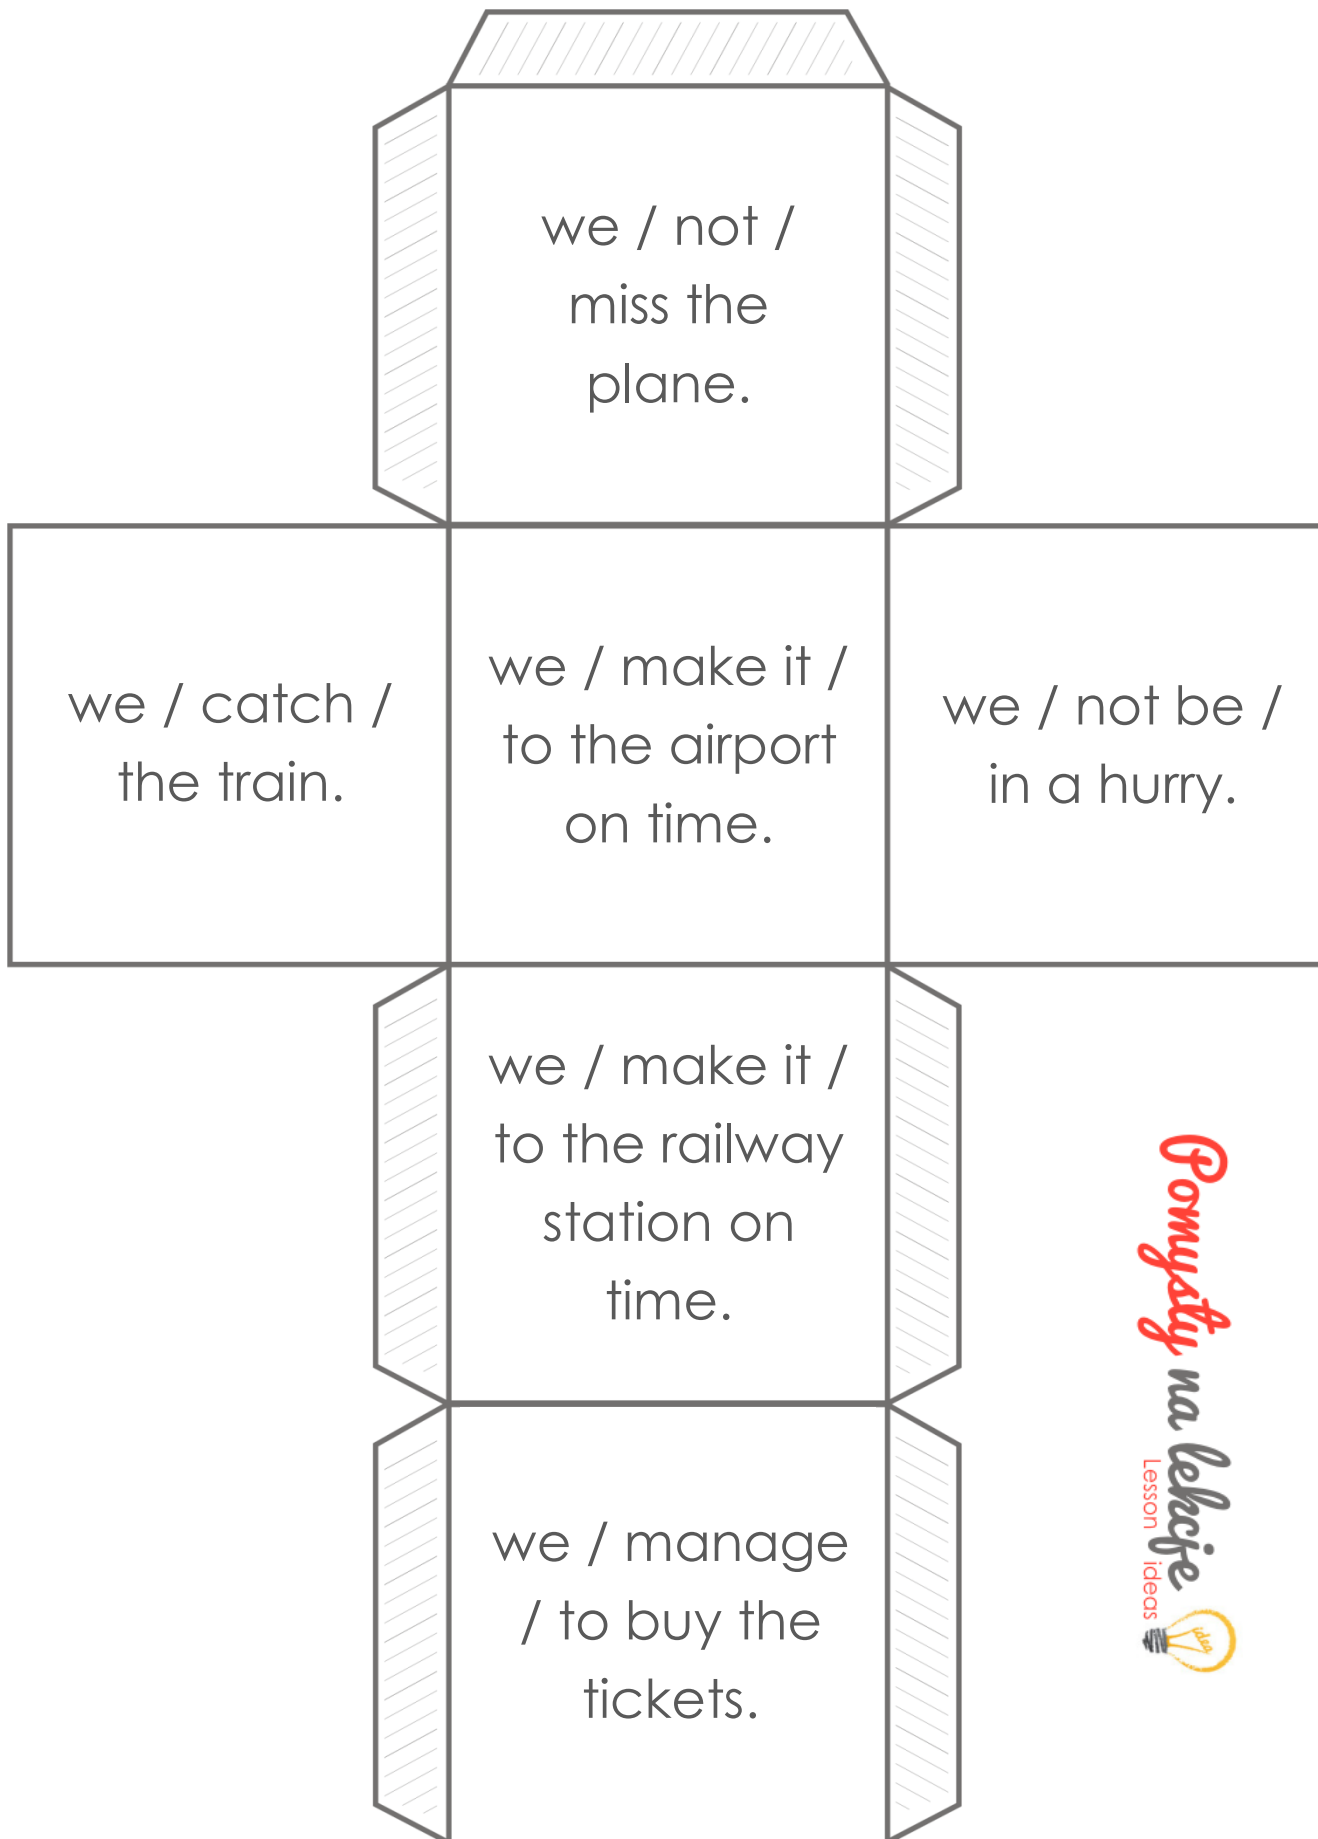 we / not /
miss the
plane.
we / catch /
the train.
we / make it /
to the airport
on time.
we / not be /
in a hurry.
we / make it /
to the railway
station on
time.
we / manage
/ to buy the
tickets.
Pomysły na lekcje
Lesson ideas
idea